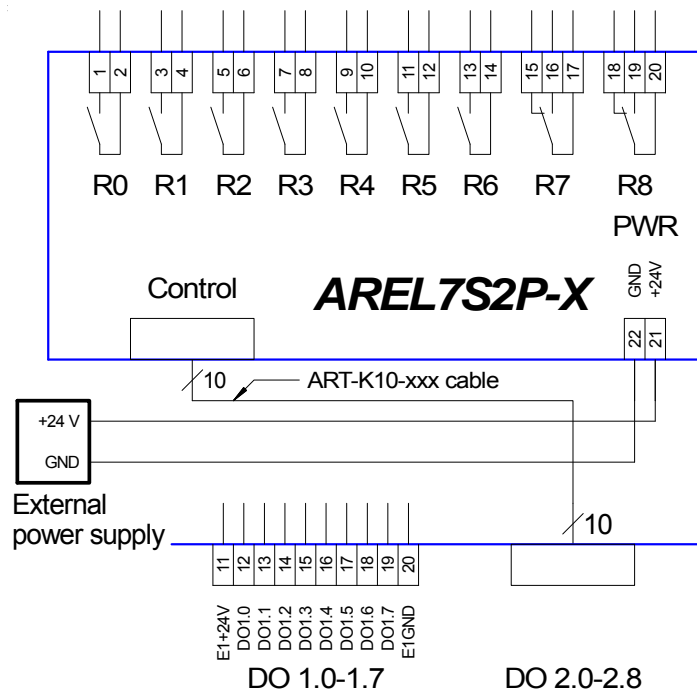 1 2 3 4 5 6 7 8 9 10 11 12 13 14 15 16 17 18 19 20
R0 R1 R2 R3 R4 R5 R6 R7 R8
PWR
Control AREL7S2P-X GND +24V
22 21
10 ART-K10-xxx cable
+24 V
GND
External
power supply
10
11 12 13 14 15 16 17 18 19 20
E1+24V DO1.0 DO1.1 DO1.2 DO1.3 DO1.4 DO1.5 DO1.6 DO1.7 E1GND
DO 1.0-1.7 DO 2.0-2.8